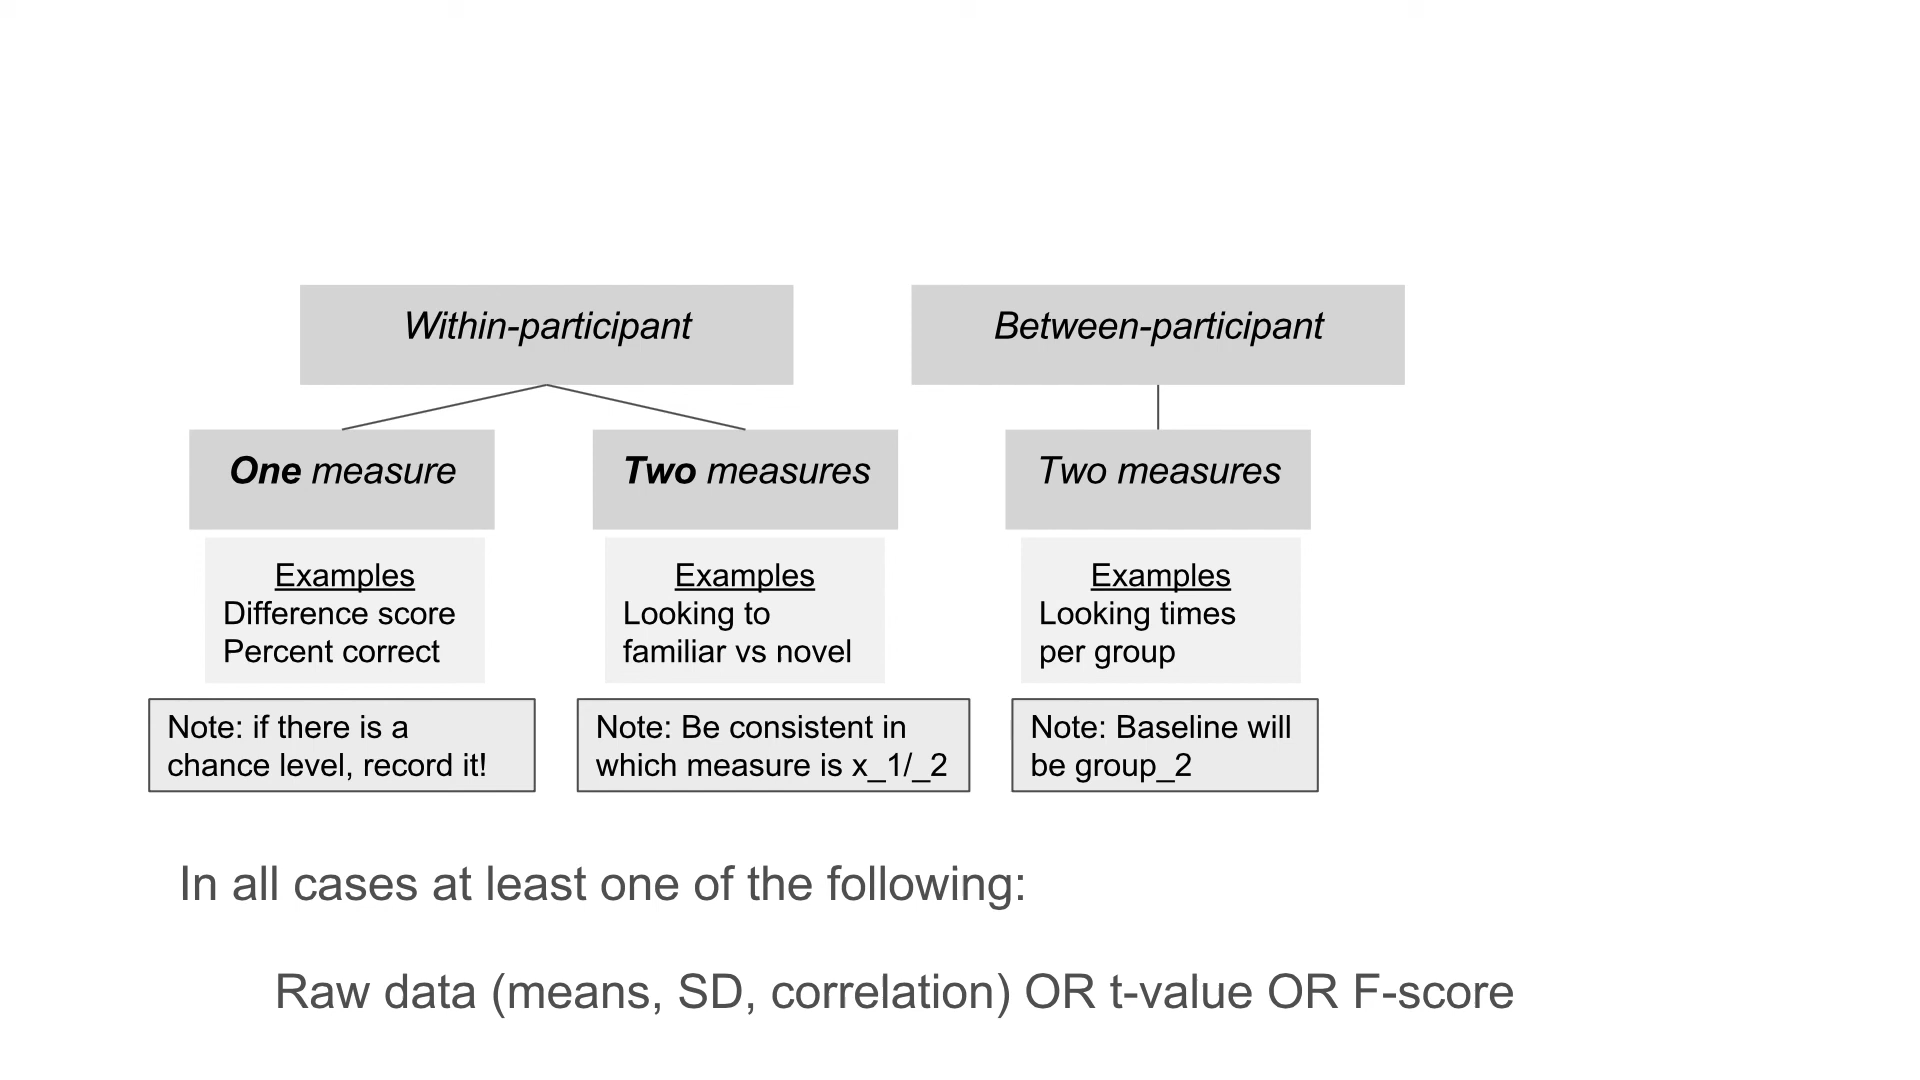 Within-participant
Between-participant
One measure
Two measures
Two measures
Examples
Difference score
Percent correct
Examples
Looking to
familiar vs novel
Examples
Looking times
per group
Note: if there is a
chance level, record it!
Note: Be consistent in
which measure is x_1/_2
Note: Baseline will
be group_2
In all cases at least one of the following:
Raw data (means, SD, correlation) OR t-value OR F-score